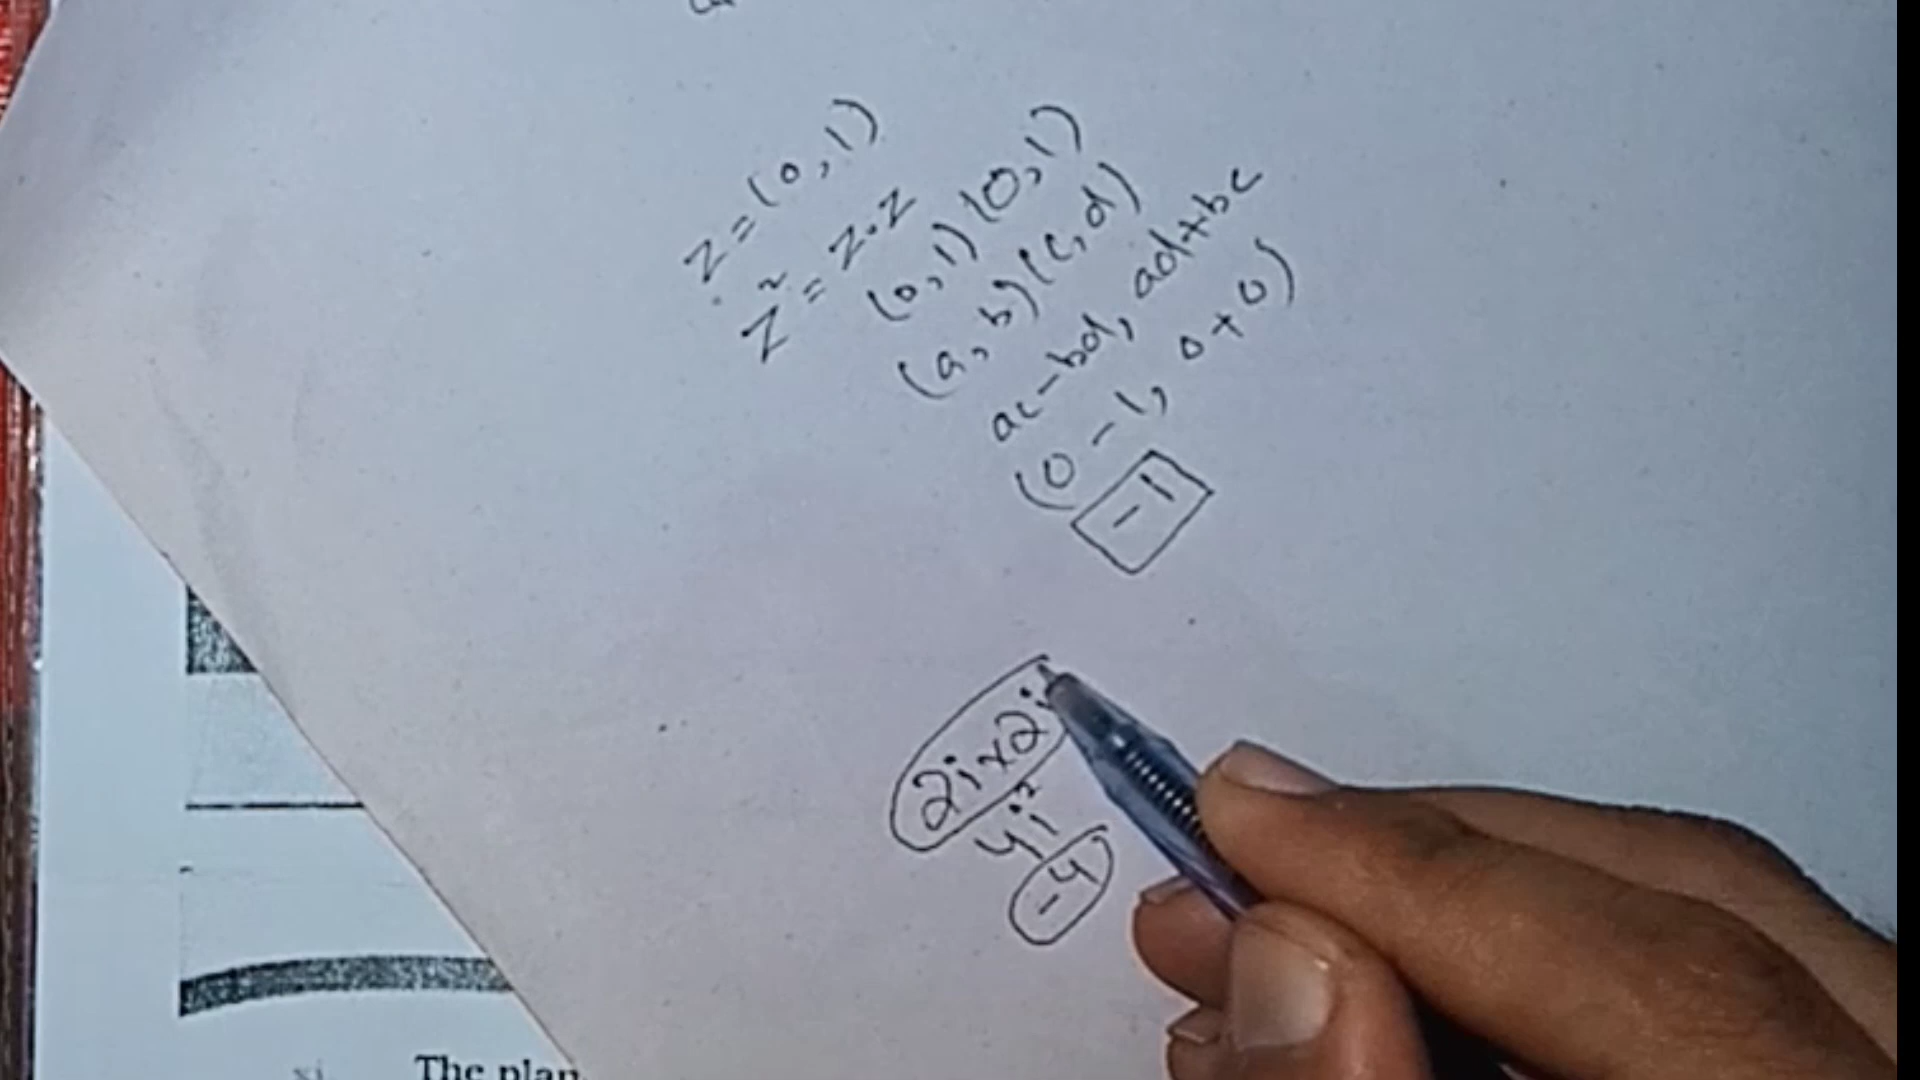 z = (0,1)
z² = z·z
(0,1)(0,1)
(a,b)(c,d)
ac-bd, ad+bc
(0-1, 0+0)
-1
2i×2i
4i²
-4
xi
The plan